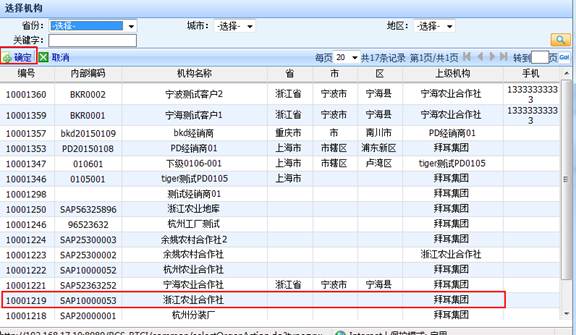 选择机构
省份： -选择- 城市： -选择- 地区： -选择-
关键字：
确定 取消 每页 20 共17条记录 第1页/共1页 转到 页 Go!
编号 内部编码 机构名称 省 市 区 上级机构 手机
10001360 BKR0002 宁波测试客户2 浙江省 宁波市 宁海县 宁海农业合作社 13333333333
10001359 BKR0001 宁海测试客户1 浙江省 宁波市 宁海县 宁海农业合作社 13333333333
10001357 bkd20150109 bkd经销商 重庆市 市 南川市 PD经销商01
10001353 PD20150108 PD经销商01 上海市 市辖区 浦东新区 拜耳集团
10001347 010601 下级0106-001 上海市 市辖区 卢湾区 tiger测试PD0105
10001346 0105001 tiger测试PD0105 上海市 拜耳集团
10001298 测试经销商01 拜耳集团
10001250 SAP56325896 浙江农业地库 拜耳集团
10001246 96523632 杭州工厂测试 拜耳集团
10001224 SAP25300003 余姚农村合作社2 拜耳集团
10001223 SAP25300002 余姚农村合作社 浙江农业合作社
10001222 SAP10000052 杭州农业合作社 拜耳集团
10001221 SAP52363252 宁海农业合作社 浙江省 宁波市 宁海县 拜耳集团
10001219 SAP10000053 浙江农业合作社 拜耳集团
10001218 SAP20000001 杭州分装厂 拜耳集团